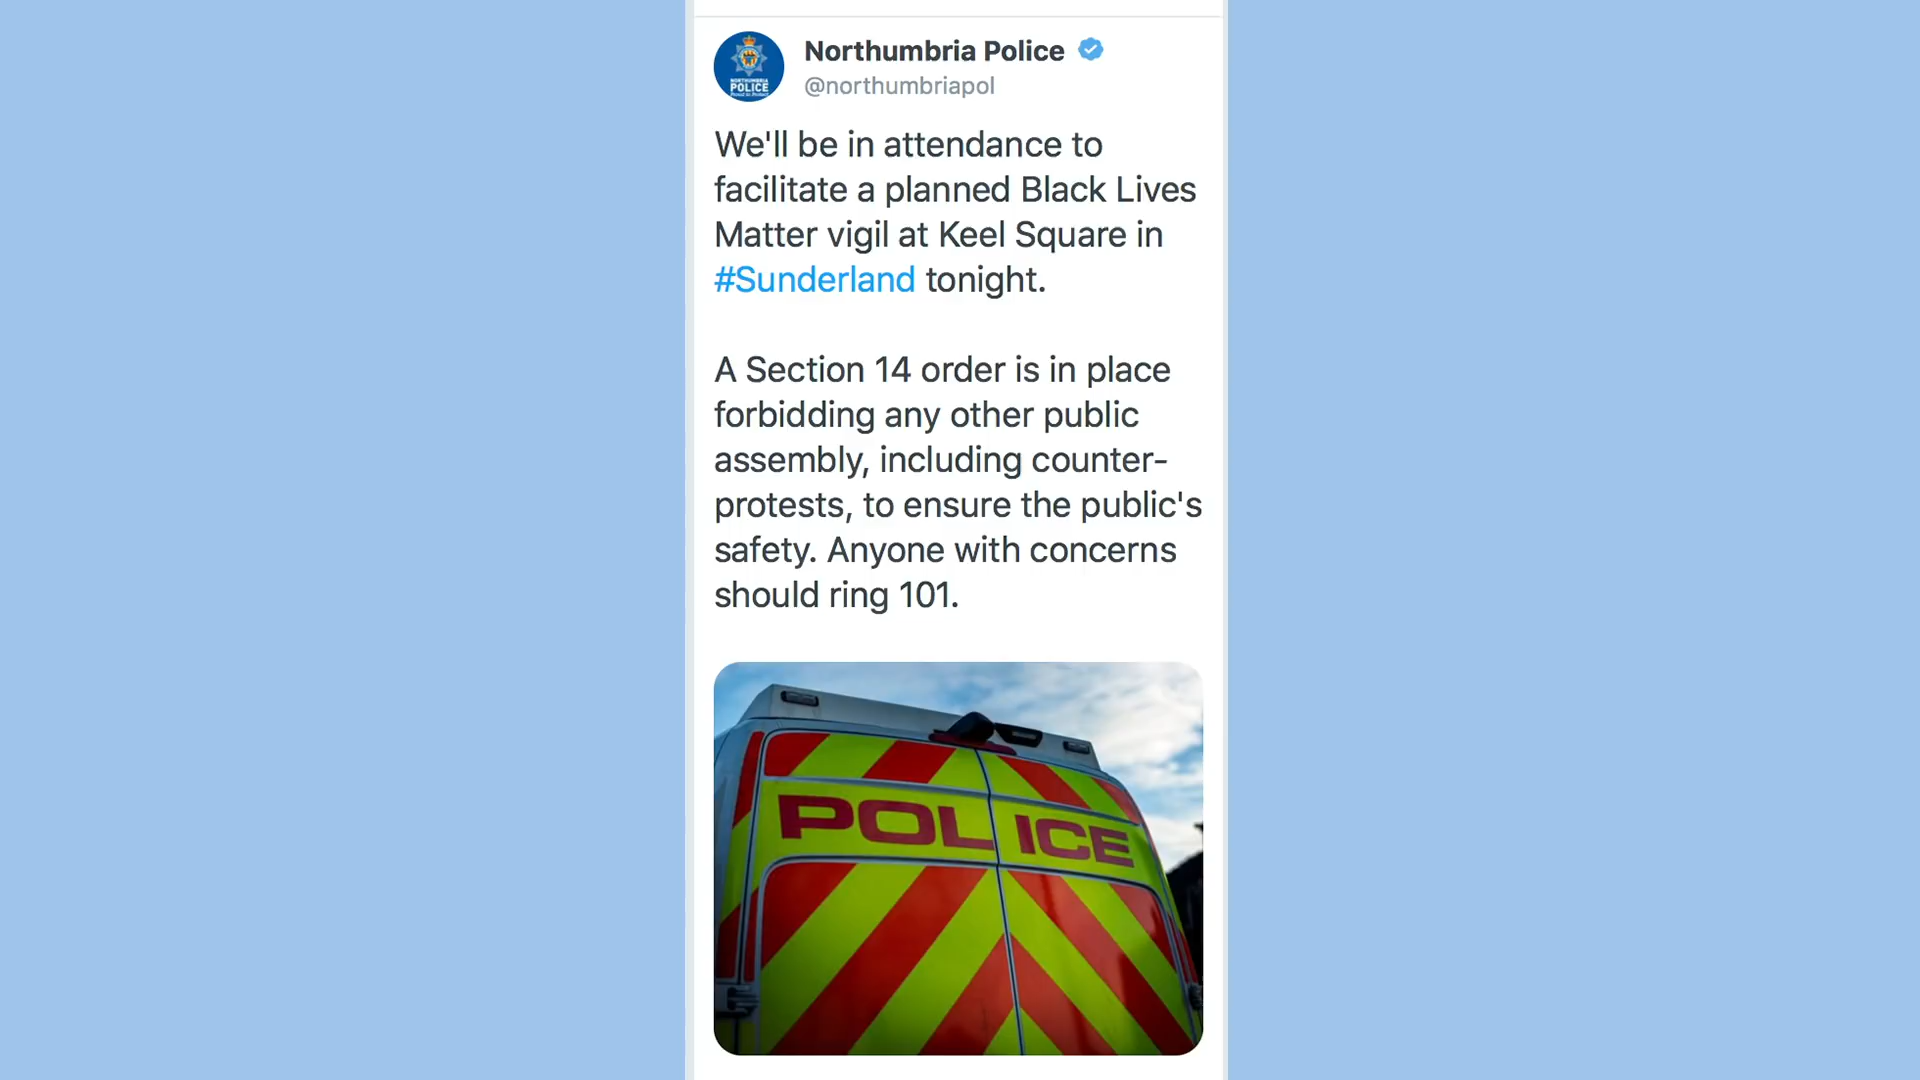 Northumbria Police
@northumbriapol
NORTHUMBRIA
POLICE
We'll be in attendance to
facilitate a planned Black Lives
Matter vigil at Keel Square in
#Sunderland tonight.
A Section 14 order is in place
forbidding any other public
assembly, including counter-
protests, to ensure the public's
safety. Anyone with concerns
should ring 101.
POLICE